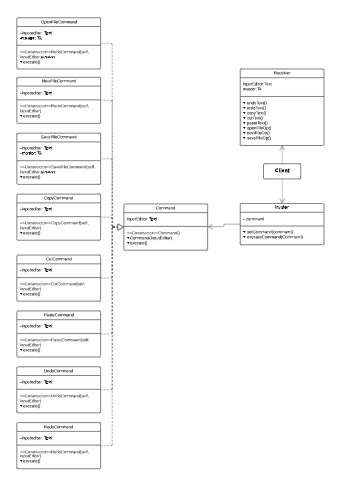 OpenFileCommand
-inputeditor: Text
-master: Tk
<<Constructor>>RedoCommand(self,
inputEditor)
execute()
NewFileCommand
-inputeditor: Text
<<Constructor>>RedoCommand(self,
inputEditor)
execute()
SaveFileCommand
-inputeditor: Text
-master: Tk
<<Constructor>>SaveFileCommand(self,
inputEditor)
execute()
CopyCommand
-inputeditor: Text
<<Constructor>>CopyCommand(self,
inputEditor)
execute()
CutCommand
-inputeditor: Text
<<Constructor>>CutCommand(self,
inputEditor)
execute()
PasteCommand
-inputeditor: Text
<<Constructor>>PasteCommand(self,
inputEditor)
execute()
UndoCommand
-inputeditor: Text
<<Constructor>>UndoCommand(self,
inputEditor)
execute()
RedoCommand
-inputeditor: Text
<<Constructor>>RedoCommand(self,
inputEditor)
execute()
Command
inputEditor: Text
<<Constructor>>Command()
Command(inputEditor)
execute()
Receiver
inputEditor: Text
master: Tk
undoText()
redoText()
copyText()
cutText()
pasteText()
openFileOp()
newFileOp()
saveFileOp()
Client
Invoker
- command
setCommand(command)
executeCommand(Command)